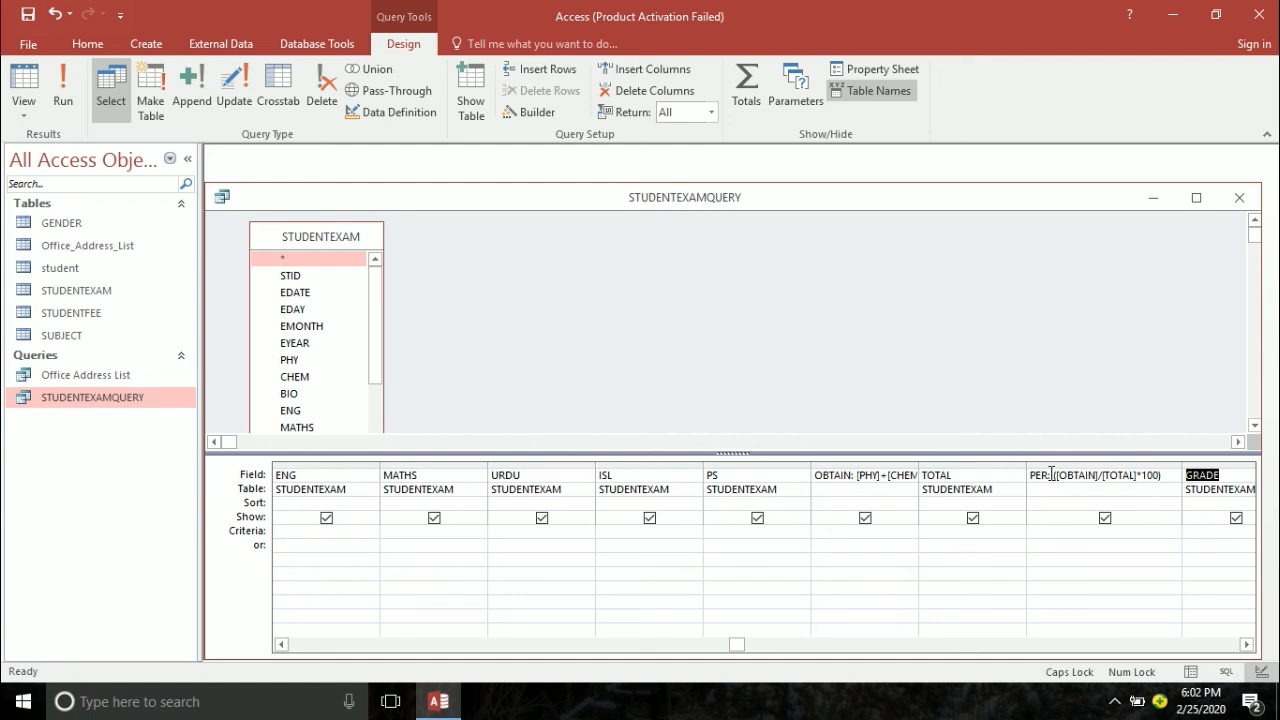 Query Tools
Access (Product Activation Failed)
File Home Create External Data Database Tools Design Tell me what you want to do... Sign in
View Run Select Make Table Append Update Crosstab Delete
Union
Pass-Through
Data Definition
Show Table
Insert Rows
Delete Rows
Builder
Insert Columns
Delete Columns
Return: All
Totals Parameters
Property Sheet
Table Names
Results Query Type Query Setup Show/Hide
All Access Obje...
Search...
Tables
GENDER
Office_Address_List
student
STUDENTEXAM
STUDENTFEE
SUBJECT
Queries
Office Address List
STUDENTEXAMQUERY
STUDENTEXAMQUERY
STUDENTEXAM
*
STID
EDATE
EDAY
EMONTH
EYEAR
PHY
CHEM
BIO
ENG
MATHS
Field: ENG MATHS URDU ISL PS OBTAIN: [PHY]+[CHEM TOTAL PER: ([OBTAIN]/[TOTAL]*100) GRADE
Table: STUDENTEXAM STUDENTEXAM STUDENTEXAM STUDENTEXAM STUDENTEXAM STUDENTEXAM STUDENTEXAM
Sort:
Show:
Criteria:
or:
Ready Caps Lock Num Lock SQL
Type here to search
6:02 PM
2/25/2020
2